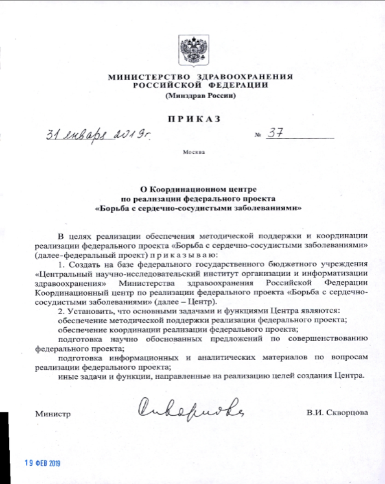 МИНИСТЕРСТВО ЗДРАВООХРАНЕНИЯ
РОССИЙСКОЙ ФЕДЕРАЦИИ
(Минздрав России)
ПРИКАЗ
31 января 2019г.
№ 37
Москва
О Координационном центре
по реализации федерального проекта
«Борьба с сердечно-сосудистыми заболеваниями»
В целях реализации обеспечения методической поддержки и координации
реализации федерального проекта «Борьба с сердечно-сосудистыми заболеваниями»
(далее–федеральный проект) п р и к а з ы в а ю:
1. Создать на базе федерального государственного бюджетного учреждения
«Центральный научно-исследовательский институт организации и информатизации
здравоохранения» Министерства здравоохранения Российской Федерации
Координационный центр по реализации федерального проекта «Борьба с сердечно-
сосудистыми заболеваниями» (далее – Центр).
2. Установить, что основными задачами и функциями Центра являются:
обеспечение методической поддержки реализации федерального проекта;
обеспечение координации реализации федерального проекта;
подготовка научно обоснованных предложений по совершенствованию
федерального проекта;
подготовка информационных и аналитических материалов по вопросам
реализации федерального проекта;
иные задачи и функции, направленные на реализацию целей создания Центра.
Министр
В.И. Скворцова
19 ФЕВ 2019